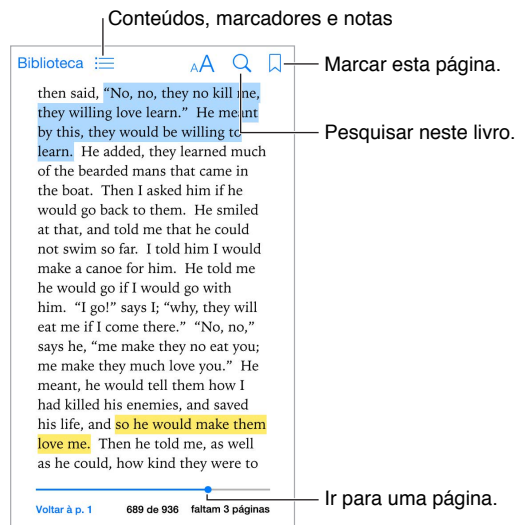 Conteúdos, marcadores e notas
Biblioteca AA
Marcar esta página.
then said, “No, no, they no kill me,
they willing love learn.” He meant
by this, they would be willing to
Pesquisar neste livro.
learn. He added, they learned much
of the bearded mans that came in
the boat. Then I asked him if he
would go back to them. He smiled
at that, and told me that he could
not swim so far. I told him I would
make a canoe for him. He told me
he would go if I would go with
him. “I go!” says I; “why, they will
eat me if I come there.” “No, no,”
says he, “me make they no eat you;
me make they much love you.” He
meant, he would tell them how I
had killed his enemies, and saved
his life, and so he would make them
love me. Then he told me, as well
as he could, how kind they were to
Ir para uma página.
Voltar à p. 1 689 de 936 faltam 3 páginas